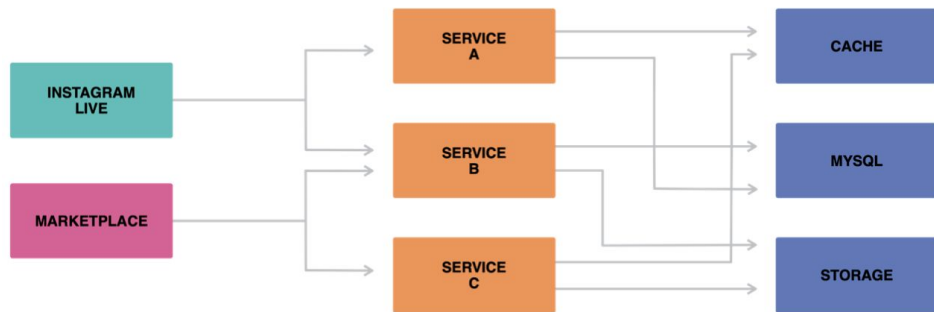 INSTAGRAM
LIVE
MARKETPLACE
SERVICE
A
SERVICE
B
SERVICE
C
CACHE
MYSQL
STORAGE